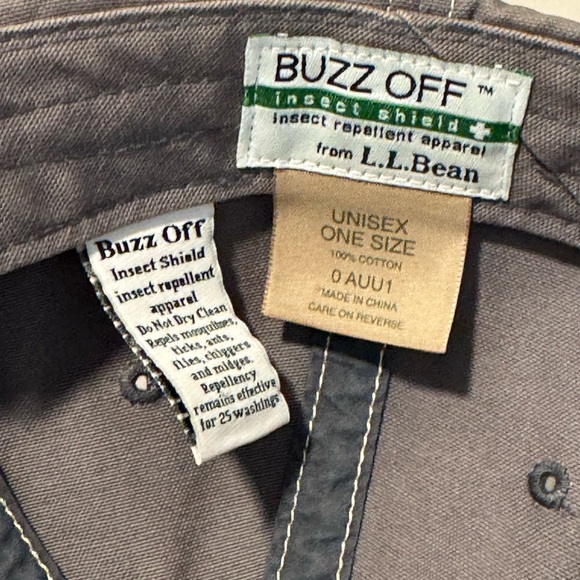 BUZZ OFF™
insect shield
insect repellent apparel
from L.L.Bean
UNISEX
ONE SIZE
100% COTTON
0 AUU1
MADE IN CHINA
CARE ON REVERSE
Buzz Off
Insect Shield
insect repellent
apparel
Do Not Dry Clean
Repels mosquitoes,
ticks, ants,
flies, chiggers
and midges.
Repellency
remains effective
for 25 washings